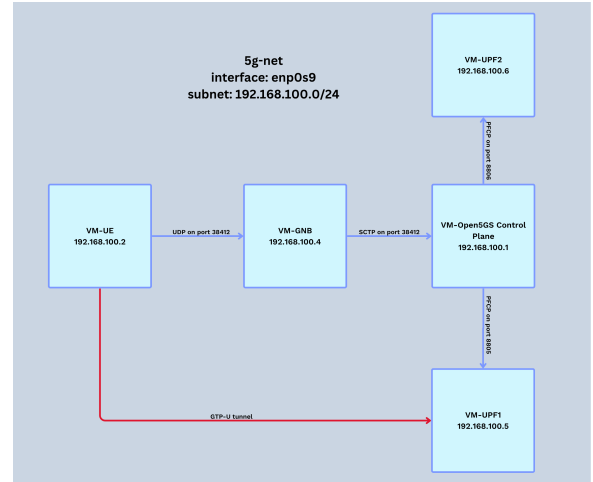 5g-net
interface: enp0s9
subnet: 192.168.100.0/24
VM-UPF2
192.168.100.6
PFCP on port 8806
VM-UE
192.168.100.2
UDP on port 38412
VM-GNB
192.168.100.4
SCTP on port 38412
VM-Open5GS Control
Plane
192.168.100.1
PFCP on port 8805
GTP-U tunnel
VM-UPF1
192.168.100.5